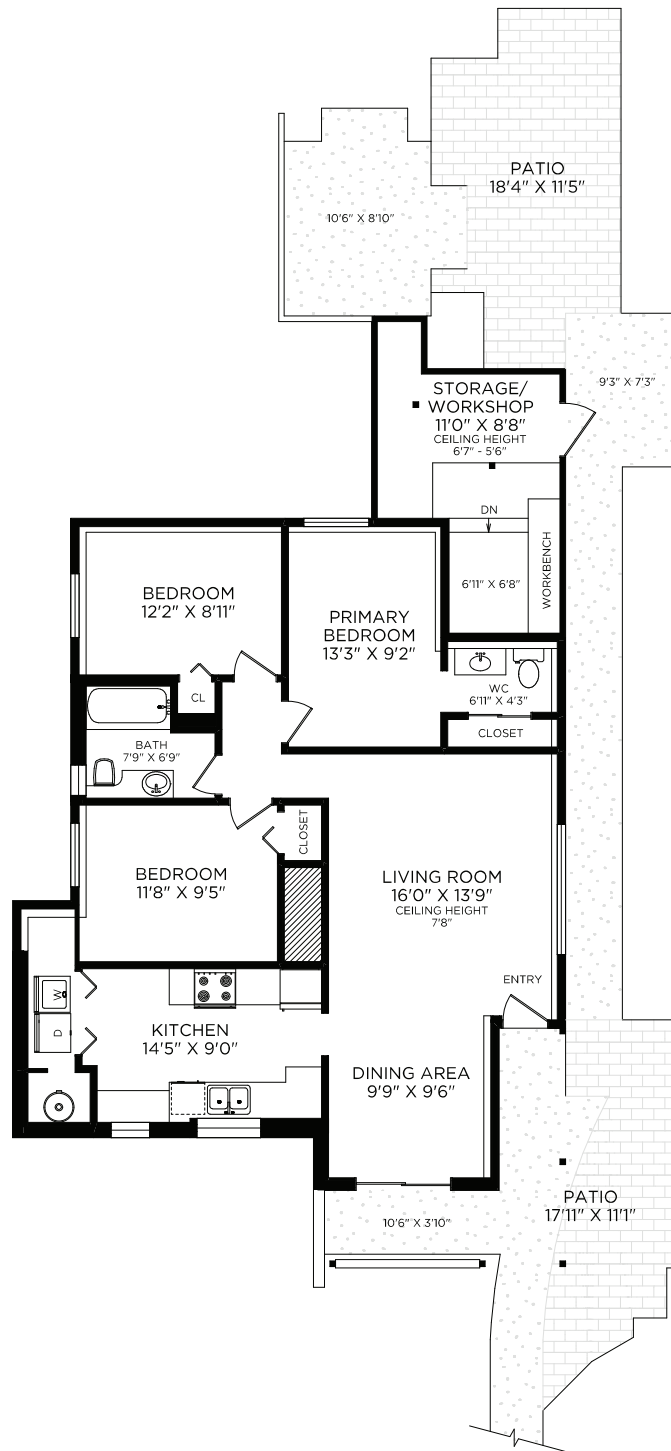 PATIO
18'4" X 11'5"
10'6" X 8'10"
9'3" X 7'3"
STORAGE/
WORKSHOP
11'0" X 8'8"
CEILING HEIGHT
6'7" - 5'6"
DN
WORKBENCH
6'11" X 6'8"
BEDROOM
12'2" X 8'11"
PRIMARY
BEDROOM
13'3" X 9'2"
WC
6'11" X 4'3"
CL
CLOSET
BATH
7'9" X 6'9"
CLOSET
BEDROOM
11'8" X 9'5"
LIVING ROOM
16'0" X 13'9"
CEILING HEIGHT
7'8"
ENTRY
W
D
KITCHEN
14'5" X 9'0"
DINING AREA
9'9" X 9'6"
PATIO
17'11" X 11'1"
10'6" X 3'10"